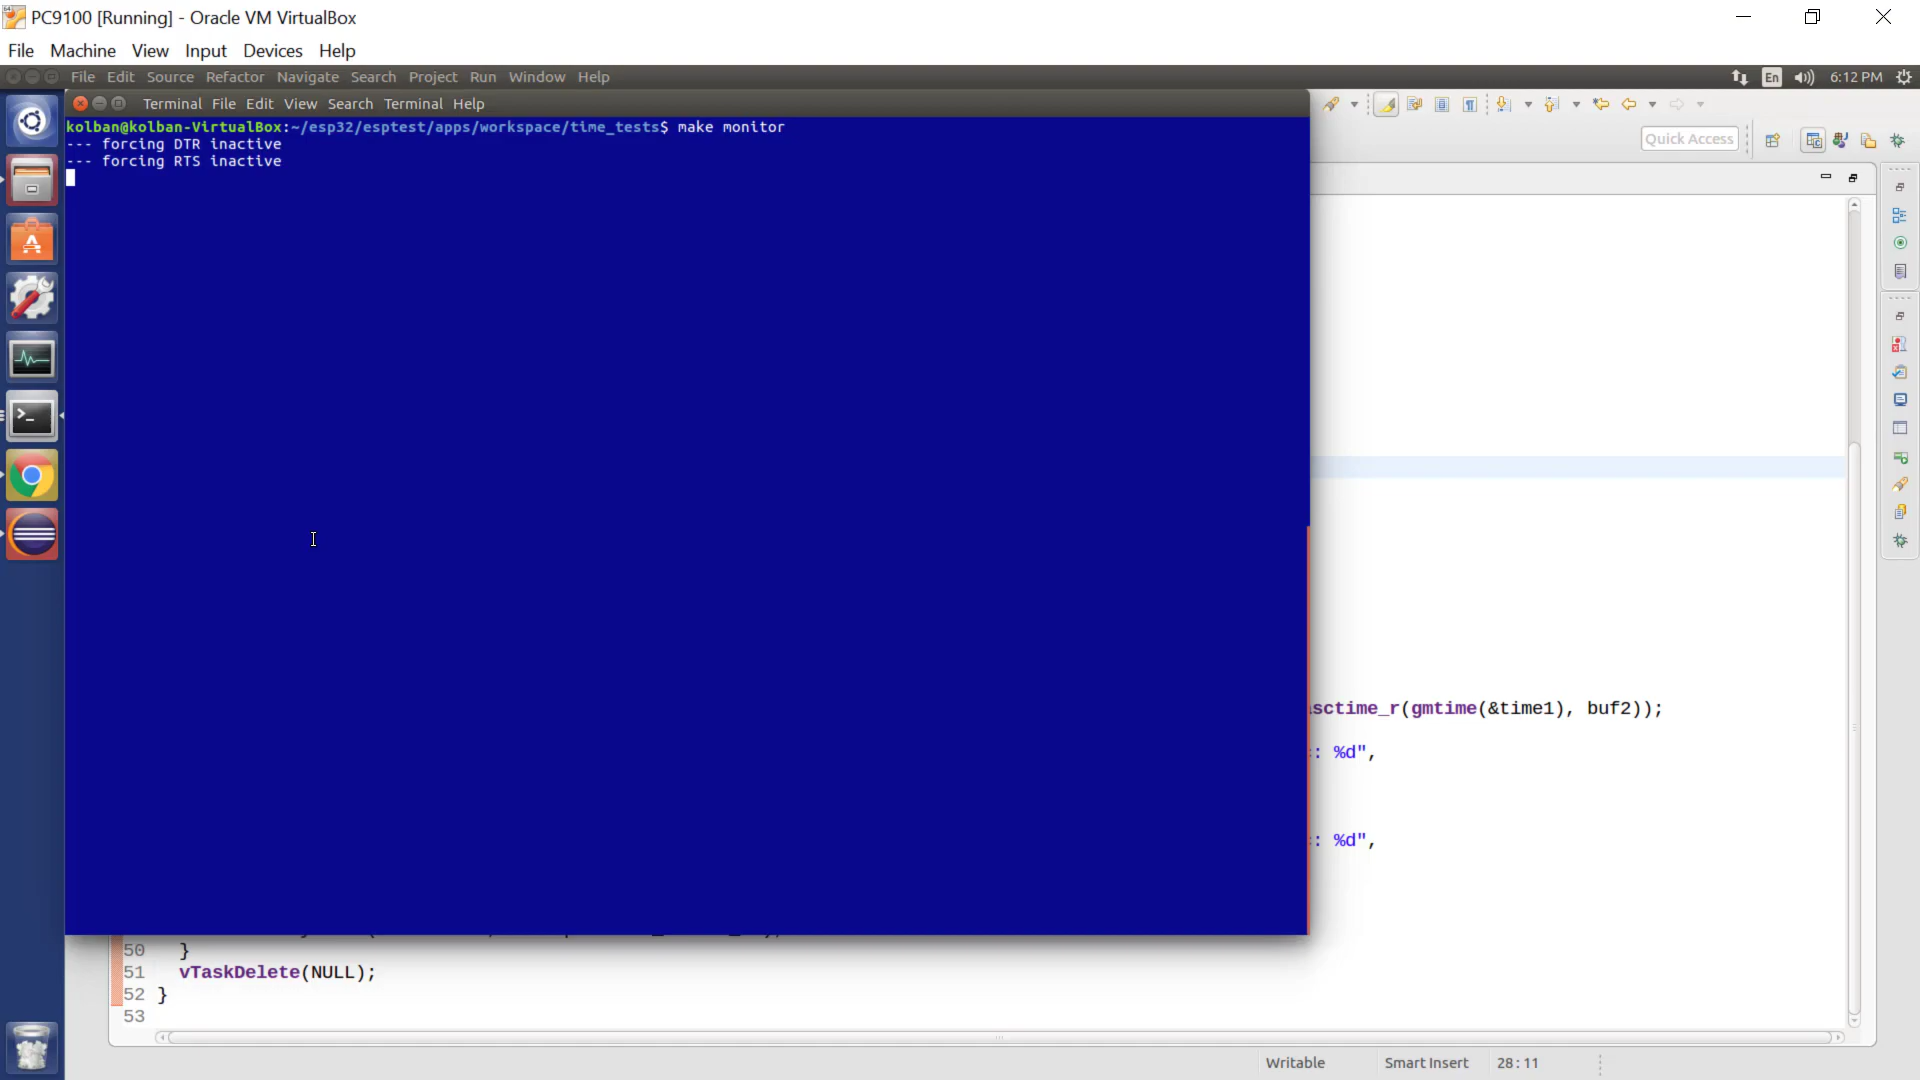 PC9100 [Running] - Oracle VM VirtualBox
File Machine View Input Devices Help
File Edit Source Refactor Navigate Search Project Run Window Help
En
6:12 PM
Terminal File Edit View Search Terminal Help
kolban@kolban-VirtualBox:~/esp32/esptest/apps/workspace/time_tests$ make monitor
--- forcing DTR inactive
--- forcing RTS inactive
Quick Access
sctime_r(gmtime(&time1), buf2));
: %d",
: %d",
50 }
51 vTaskDelete(NULL);
52 }
53
Writable Smart Insert 28 : 11